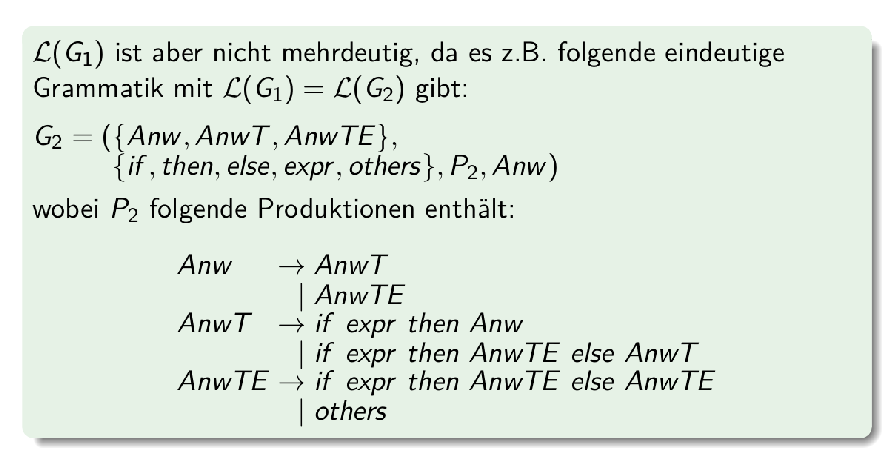 ℒ(G₁) ist aber nicht mehrdeutig, da es z.B. folgende eindeutige
Grammatik mit ℒ(G₁) = ℒ(G₂) gibt:
G₂ = ({Anw, AnwT, AnwTE},
{if, then, else, expr, others}, P₂, Anw)
wobei P₂ folgende Produktionen enthält:
Anw → AnwT
| AnwTE
AnwT → if expr then Anw
| if expr then AnwTE else AnwT
AnwTE → if expr then AnwTE else AnwTE
| others